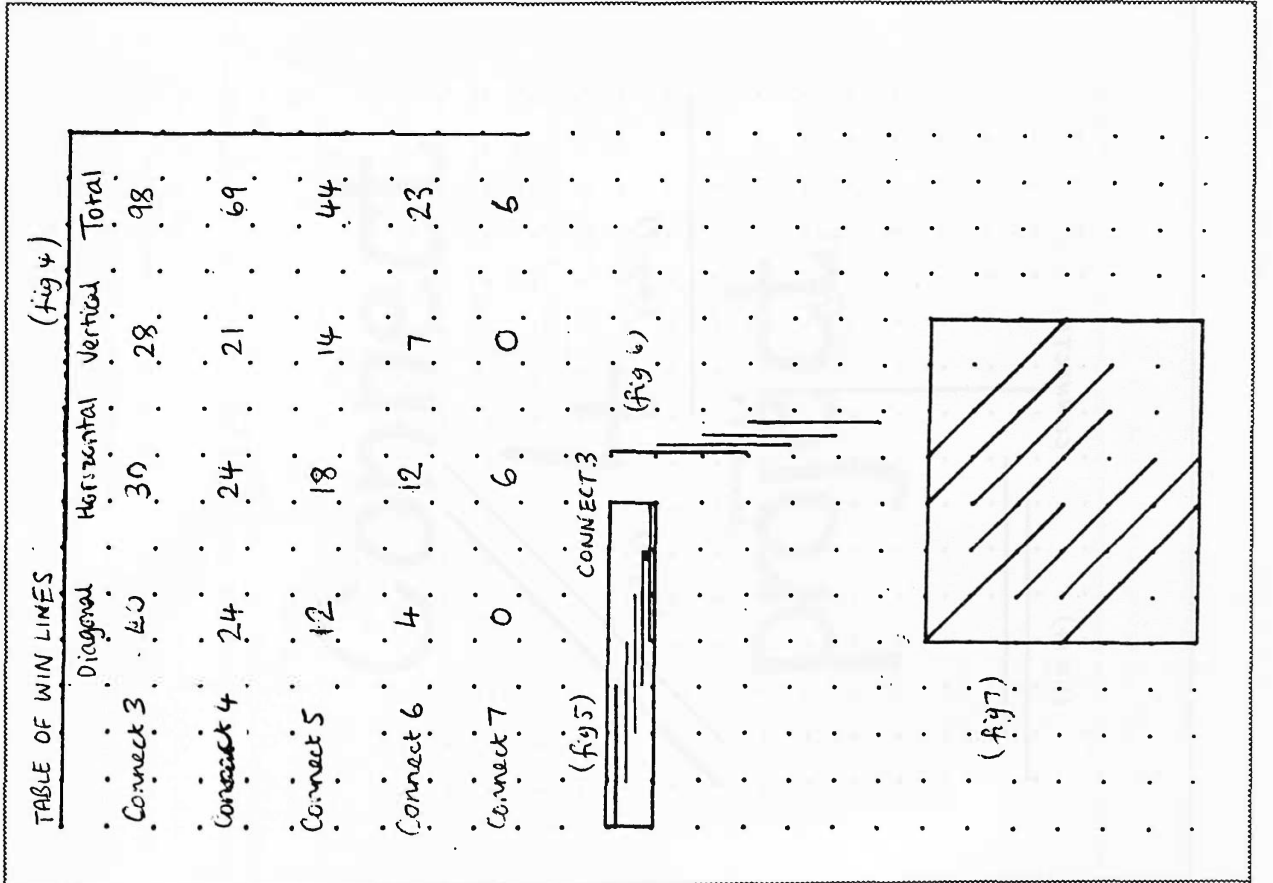 TABLE OF WIN LINES (fig 4)
Diagonal Horizontal Vertical Total
Connect 3 40 30 28 98
Connect 4 24 24 21 69
Connect 5 12 18 14 44
Connect 6 4 12 7 23
Connect 7 0 6 0 6
(fig 5) CONNECT 3 (fig 6)
(fig 7)